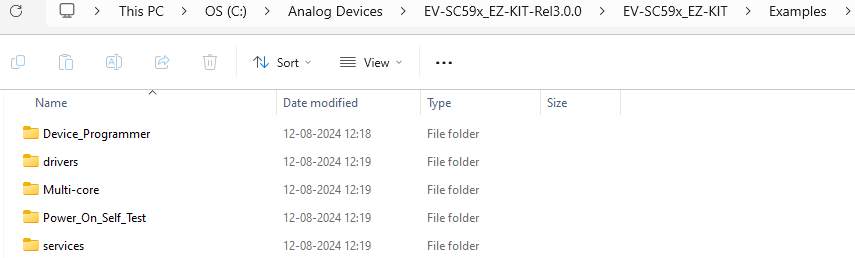 This PC > OS (C:) > Analog Devices > EV-SC59x_EZ-KIT-Rel3.0.0 > EV-SC59x_EZ-KIT > Examples >
Sort View ...
Name Date modified Type Size
Device_Programmer 12-08-2024 12:18 File folder
drivers 12-08-2024 12:19 File folder
Multi-core 12-08-2024 12:19 File folder
Power_On_Self_Test 12-08-2024 12:19 File folder
services 12-08-2024 12:19 File folder